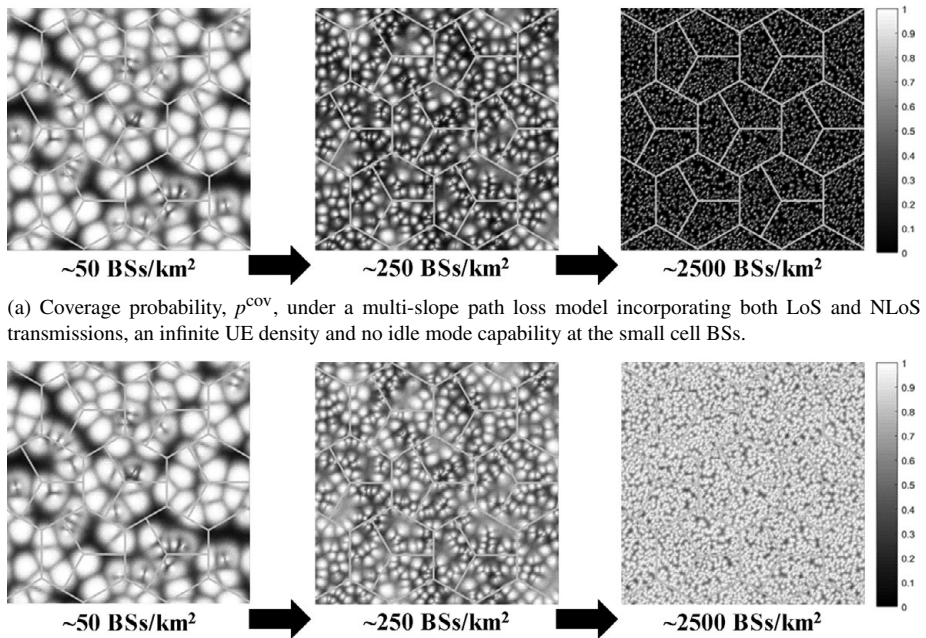 1
0.9
0.8
0.7
0.6
0.5
0.4
0.3
0.2
0.1
0
~50 BSs/km²
~250 BSs/km²
~2500 BSs/km²
(a) Coverage probability, p^cov, under a multi-slope path loss model incorporating both LoS and NLoS
transmissions, an infinite UE density and no idle mode capability at the small cell BSs.
1
0.9
0.8
0.7
0.6
0.5
0.4
0.3
0.2
0.1
0
~50 BSs/km²
~250 BSs/km²
~2500 BSs/km²